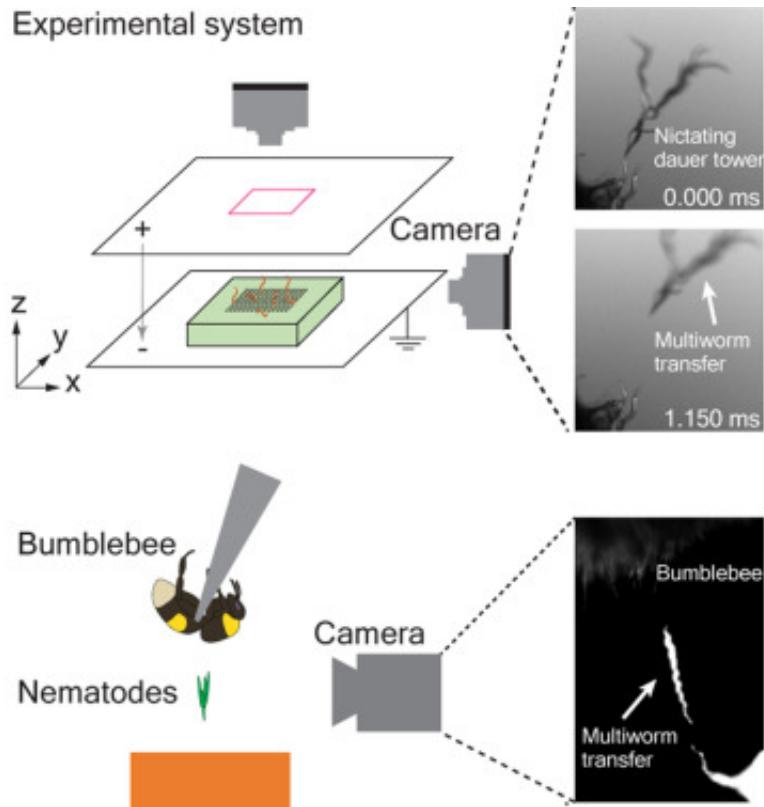 Experimental system
Camera
+
-
z
y
x
Nictating
dauer tower
0.000 ms
Multiworm
transfer
1.150 ms
Bumblebee
Camera
Nematodes
Bumblebee
Multiworm
transfer